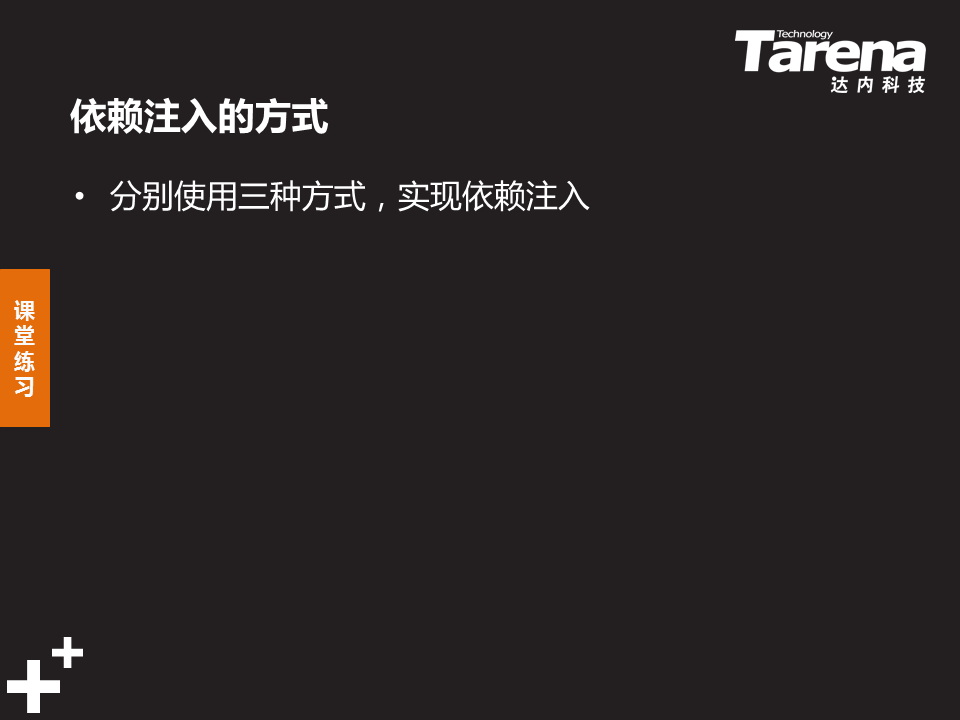 Technology
Tarena
达内科技
依赖注入的方式
• 分别使用三种方式，实现依赖注入
课
堂
练
习